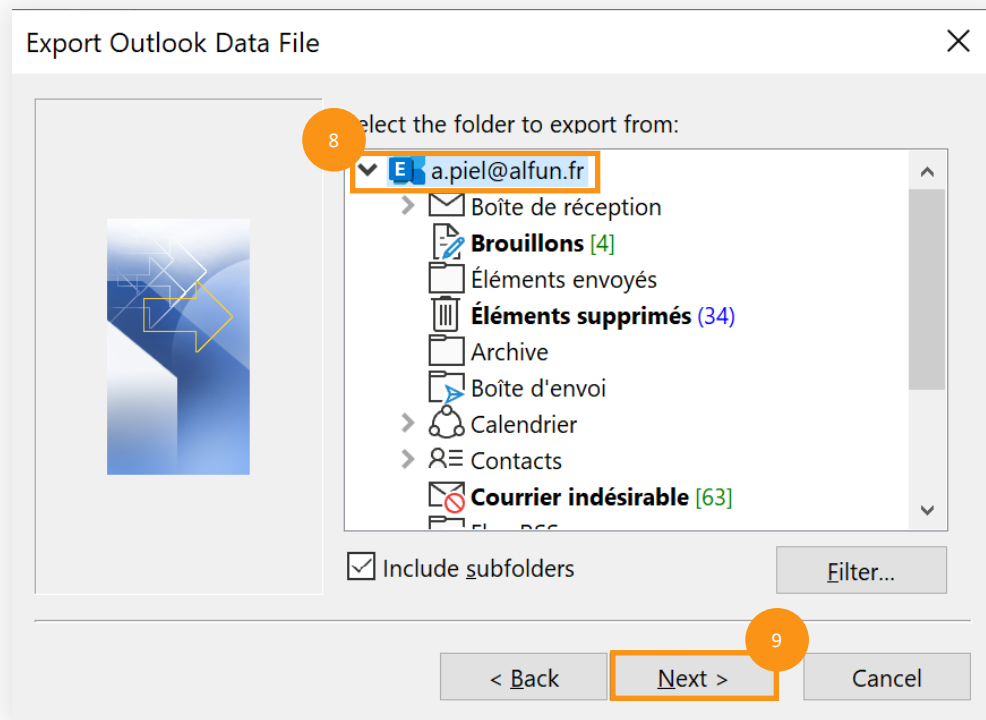 Export Outlook Data File
8
elect the folder to export from:
E a.piel@alfun.fr
Boîte de réception
Brouillons [4]
Éléments envoyés
Éléments supprimés (34)
Archive
Boîte d'envoi
Calendrier
Contacts
Courrier indésirable [63]
Include subfolders
Filter...
9
< Back
Next >
Cancel